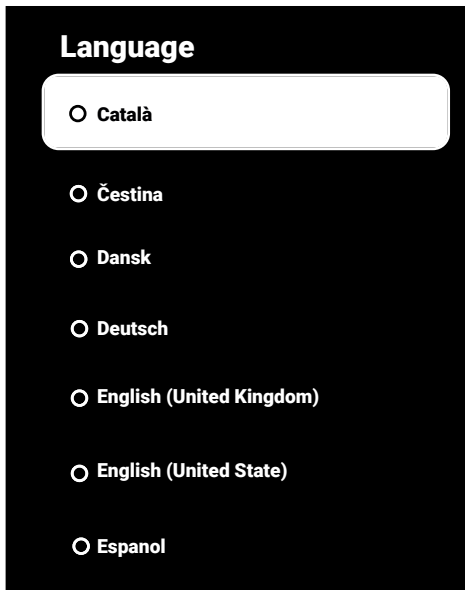 Language
Català
Čestina
Dansk
Deutsch
English (United Kingdom)
English (United State)
Espanol